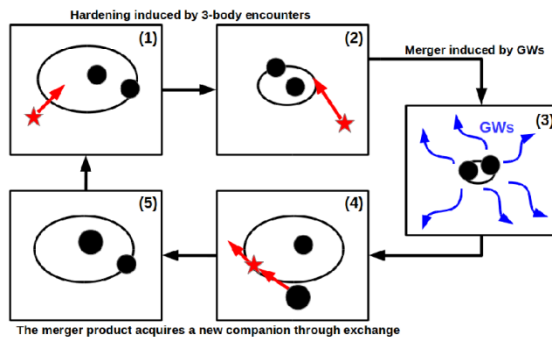 Hardening induced by 3-body encounters
(1)
(2)
Merger induced by GWs
(3)
GWs
(5)
(4)
The merger product acquires a new companion through exchange